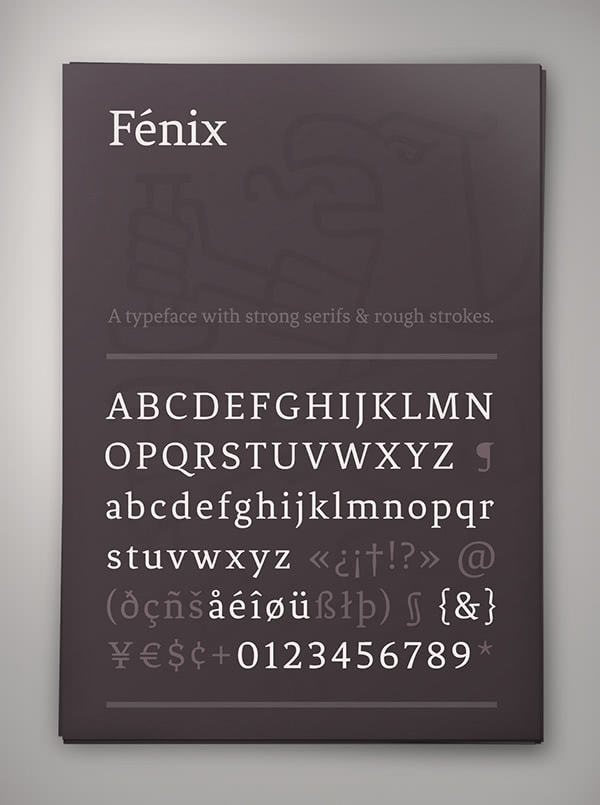 Fénix
A typeface with strong serifs & rough strokes.
ABCDEFGHIJKLMN
OPQRSTUVWXYZ ¶
abcdefghijklmnopqr
stuvwxyz «¿¡†!?» @
(ðçñšåéîøüßłþ) § {&}
¥€$¢+0123456789*